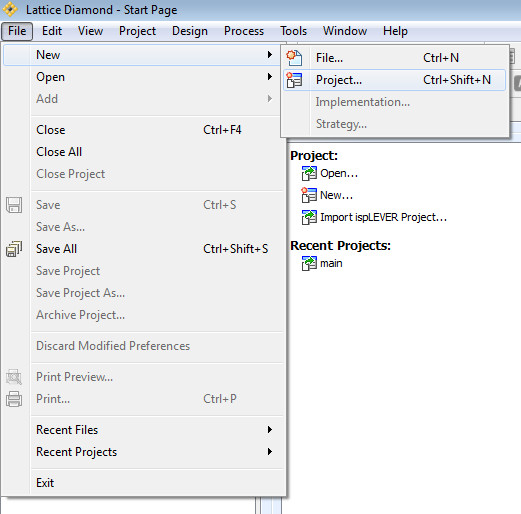 Lattice Diamond - Start Page
File Edit View Project Design Process Tools Window Help
New
Open
Add
Close Ctrl+F4
Close All
Close Project
Save Ctrl+S
Save As...
Save All Ctrl+Shift+S
Save Project
Save Project As...
Archive Project...
Discard Modified Preferences
Print Preview...
Print... Ctrl+P
Recent Files
Recent Projects
Exit
File... Ctrl+N
Project... Ctrl+Shift+N
Implementation...
Strategy...
Project:
Open...
New...
Import ispLEVER Project...
Recent Projects:
main